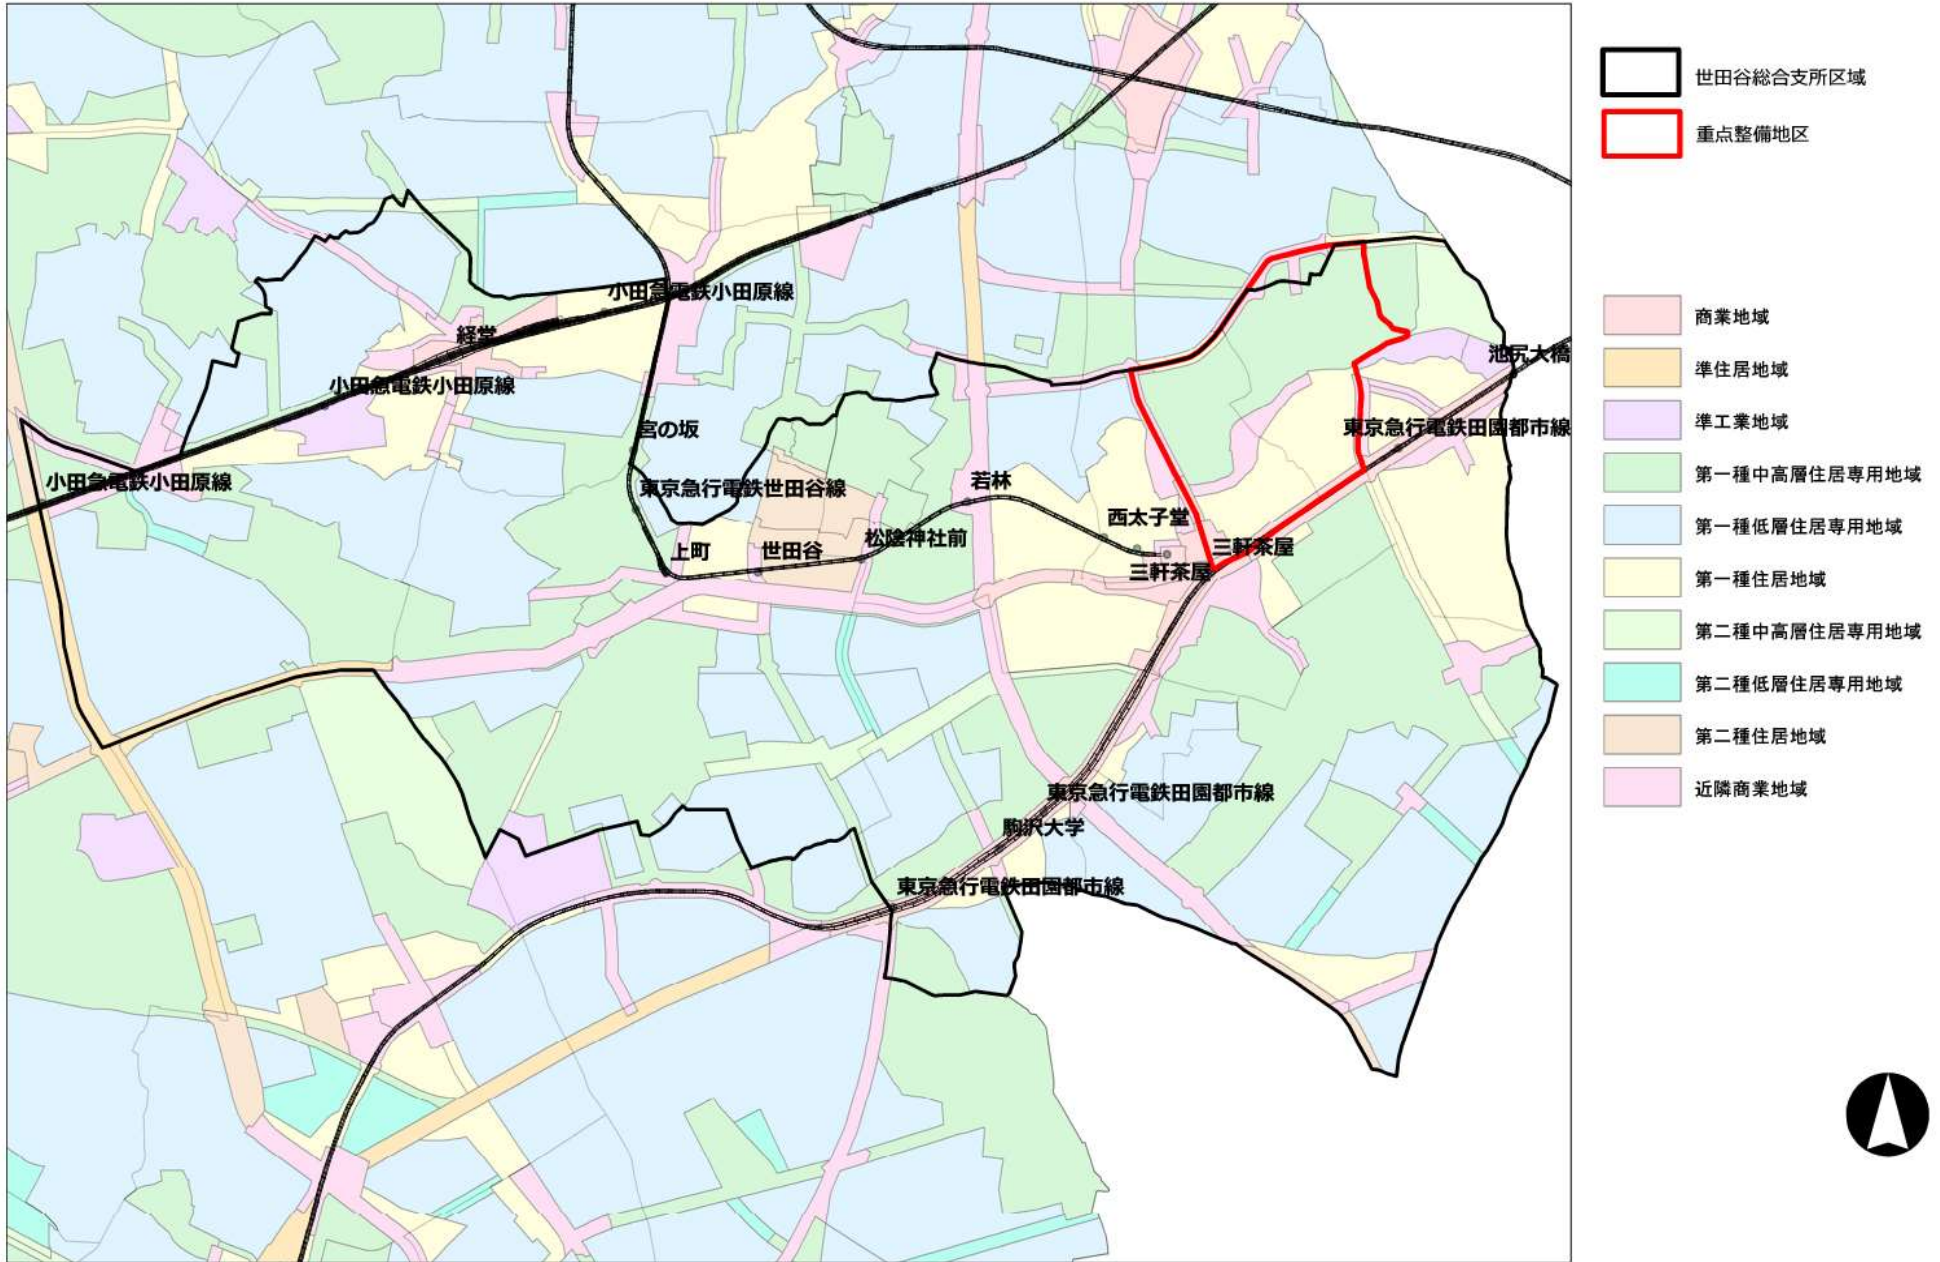 世田谷総合支所区域
重点整備地区
商業地域
準住居地域
準工業地域
第一種中高層住居専用地域
第一種低層住居専用地域
第一種住居地域
第二種中高層住居専用地域
第二種低層住居専用地域
第二種住居地域
近隣商業地域
小田急電鉄小田原線
経堂
池尻大橋
小田急電鉄小田原線
宮の坂
東京急行電鉄田園都市線
小田急電鉄小田原線
東京急行電鉄世田谷線
若林
西太子堂
松陰神社前
上町
世田谷
三軒茶屋
三軒茶屋
東京急行電鉄田園都市線
駒沢大学
東京急行電鉄田園都市線